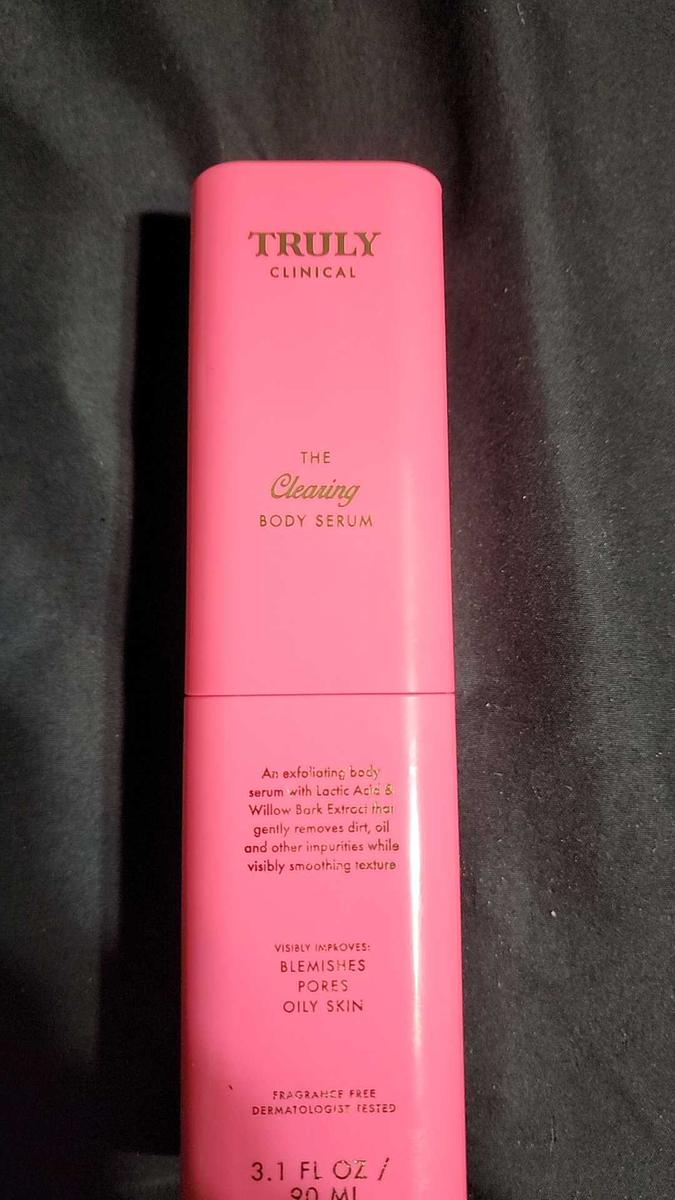 TRULY
CLINICAL
THE
Clearing
BODY SERUM
An exfoliating body
serum with Lactic Acid &
Willow Bark Extract that
gently removes dirt, oil
and other impurities while
visibly smoothing texture
VISIBLY IMPROVES:
BLEMISHES
PORES
OILY SKIN
FRAGRANCE FREE
DERMATOLOGIST TESTED
3.1 FL OZ /
90 ML